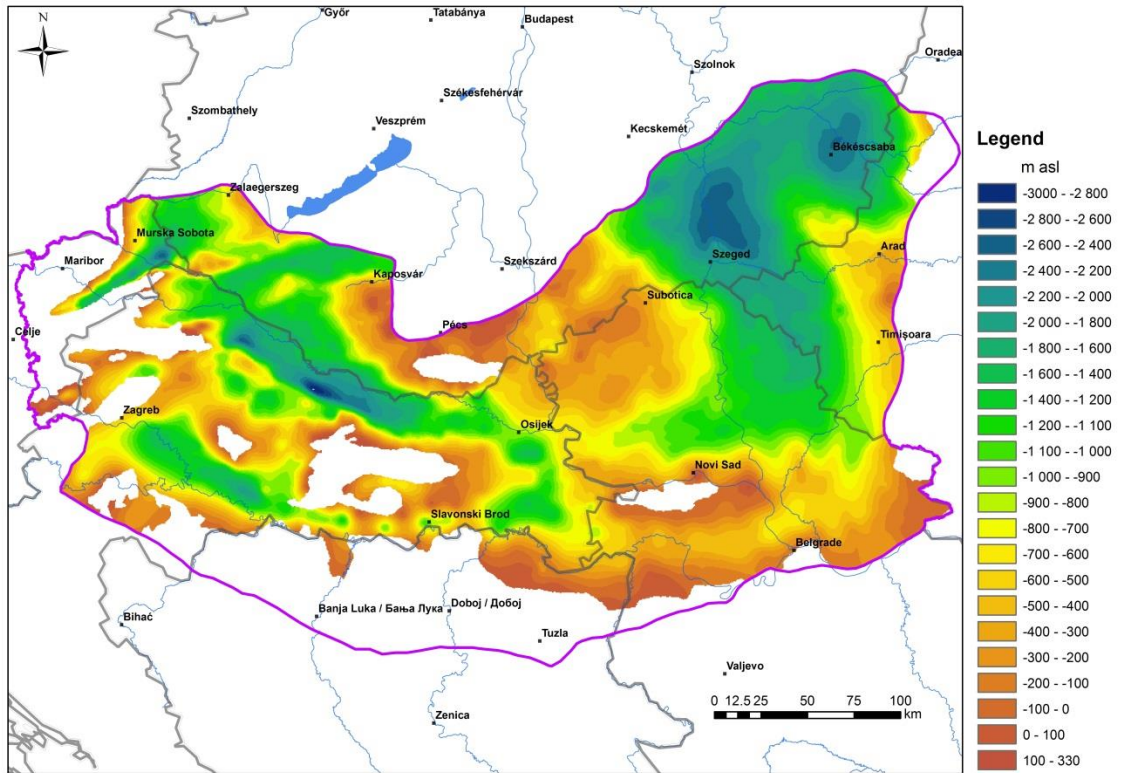 N
Győr
Tatabánya
Budapest
Oradea
Szolnok
Székesfehérvár
Szombathely
Veszprém
Kecskemét
Békéscsaba
Zalaegerszeg
Murska Sobota
Maribor
Szekszárd
Arad
Szeged
Kaposvár
Subotica
Pécs
Celje
Timişoara
Zagreb
Osijek
Novi Sad
Slavonski Brod
Belgrade
Banja Luka / Бања Лука
Doboj / Добој
Bihać
Tuzla
Valjevo
Zenica
0 12.5 25 50 75 100
km
Legend
m asl
-3000 - -2 800
-2 800 - -2 600
-2 600 - -2 400
-2 400 - -2 200
-2 200 - -2 000
-2 000 - -1 800
-1 800 - -1 600
-1 600 - -1 400
-1 400 - -1 200
-1 200 - -1 100
-1 100 - -1 000
-1 000 - -900
-900 - -800
-800 - -700
-700 - -600
-600 - -500
-500 - -400
-400 - -300
-300 - -200
-200 - -100
-100 - 0
0 - 100
100 - 330